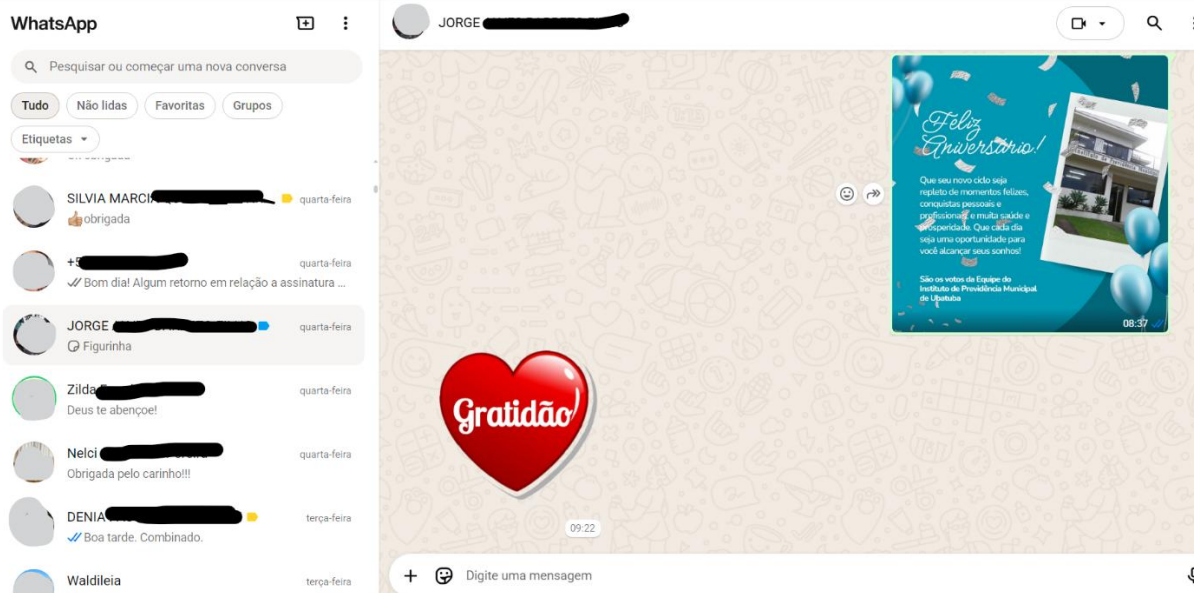 WhatsApp
Pesquisar ou começar uma nova conversa
Tudo
Não lidas
Favoritas
Grupos
Etiquetas
SILVIA MARCI
quarta-feira
👍obrigada
quarta-feira
Bom dia! Algum retorno em relação a assinatura ...
JORGE
quarta-feira
Figurinha
Zilda
quarta-feira
Deus te abençoe!
Nelci
quarta-feira
Obrigada pelo carinho!!!
DENIA
terça-feira
Boa tarde. Combinado.
Waldileia
terça-feira
JORGE
Feliz
Aniversário!
Que seu novo ciclo seja
repleto de momentos felizes,
conquistas pessoais e
profissionais e muita saúde e
prosperidade. Que cada dia
seja uma oportunidade para
você alcançar seus sonhos!
São os votos da Equipe do
Instituto de Previdência Municipal
de Ubatuba
08:37
Gratidão!
09:22
Digite uma mensagem